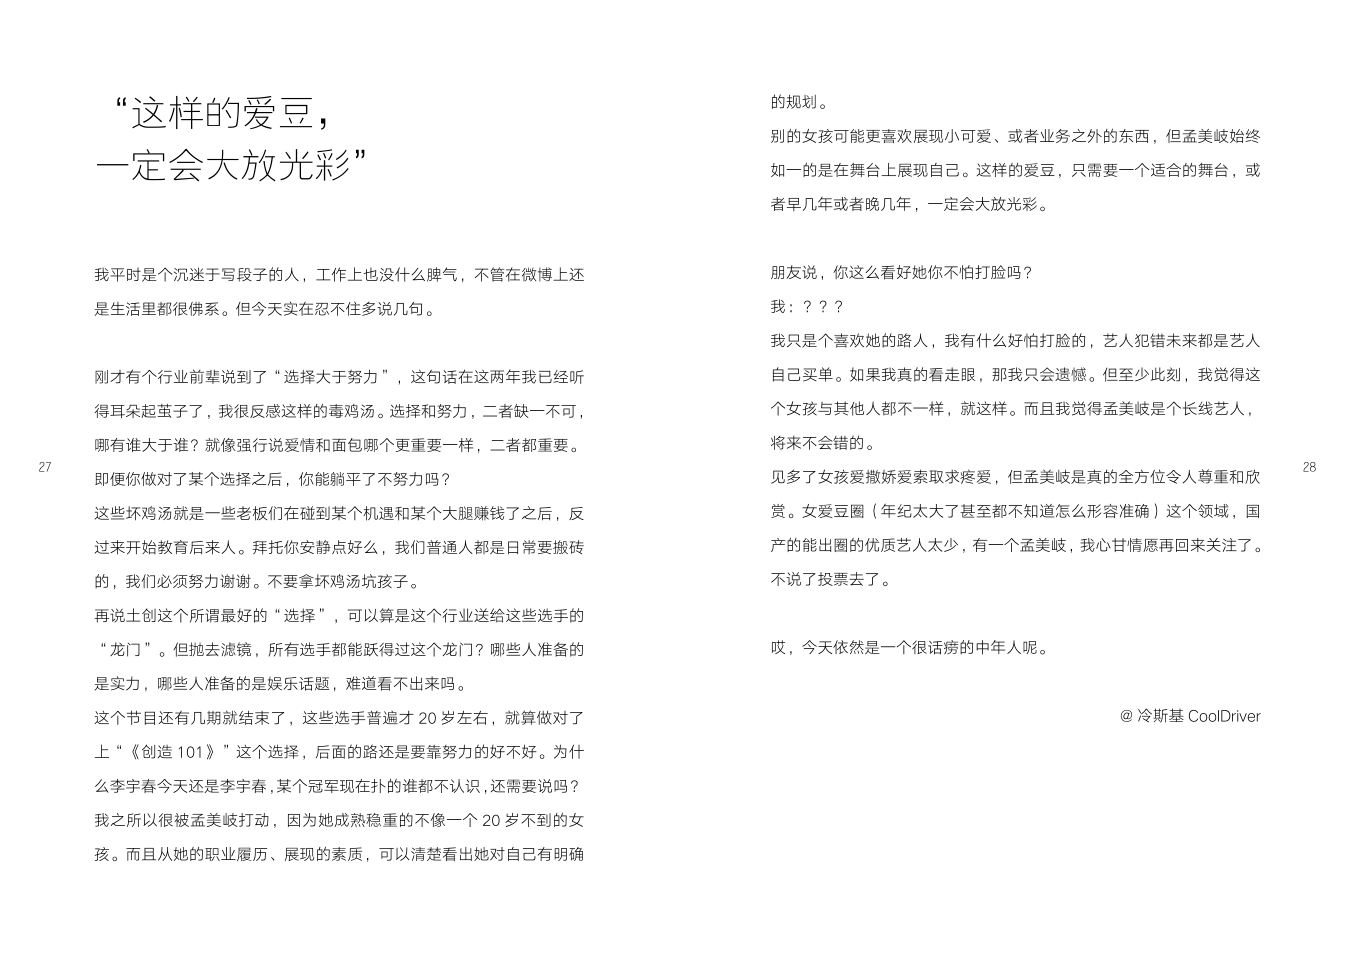 “这样的爱豆，
一定会大放光彩”
我平时是个沉迷于写段子的人，工作上也没什么脾气，不管在微博上还
是生活里都很佛系。但今天实在忍不住多说几句。
刚才有个行业前辈说到了“选择大于努力”，这句话在这两年我已经听
得耳朵起茧子了，我很反感这样的毒鸡汤。选择和努力，二者缺一不可，
哪有谁大于谁？就像强行说爱情和面包哪个更重要一样，二者都重要。
即便你做对了某个选择之后，你能躺平了不努力吗？
这些坏鸡汤就是一些老板们在碰到某个机遇和某个大腿赚钱了之后，反
过来开始教育后来人。拜托你安静点好么，我们普通人都是日常要搬砖
的，我们必须努力谢谢。不要拿坏鸡汤坑孩子。
再说土创这个所谓最好的“选择”，可以算是这个行业送给这些选手的
“龙门”。但抛去滤镜，所有选手都能跃得过这个龙门？哪些人准备的
是实力，哪些人准备的是娱乐话题，难道看不出来吗。
这个节目还有几期就结束了，这些选手普遍才 20 岁左右，就算做对了
上“《创造 101》”这个选择，后面的路还是要靠努力的好不好。为什
么李宇春今天还是李宇春，某个冠军现在扑的谁都不认识，还需要说吗？
我之所以很被孟美岐打动，因为她成熟稳重的不像一个 20 岁不到的女
孩。而且从她的职业履历、展现的素质，可以清楚看出她对自己有明确
27
的规划。
别的女孩可能更喜欢展现小可爱、或者业务之外的东西，但孟美岐始终
如一的是在舞台上展现自己。这样的爱豆，只需要一个适合的舞台，或
者早几年或者晚几年，一定会大放光彩。
朋友说，你这么看好她你不怕打脸吗？
我：？？？
我只是个喜欢她的路人，我有什么好怕打脸的，艺人犯错未来都是艺人
自己买单。如果我真的看走眼，那我只会遗憾。但至少此刻，我觉得这
个女孩与其他人都不一样，就这样。而且我觉得孟美岐是个长线艺人，
将来不会错的。
见多了女孩爱撒娇爱索取求疼爱，但孟美岐是真的全方位令人尊重和欣
赏。女爱豆圈（年纪太大了甚至都不知道怎么形容准确）这个领域，国
产的能出圈的优质艺人太少，有一个孟美岐，我心甘情愿再回来关注了。
不说了投票去了。
哎，今天依然是一个很话痨的中年人呢。
@ 冷斯基 CoolDriver
28